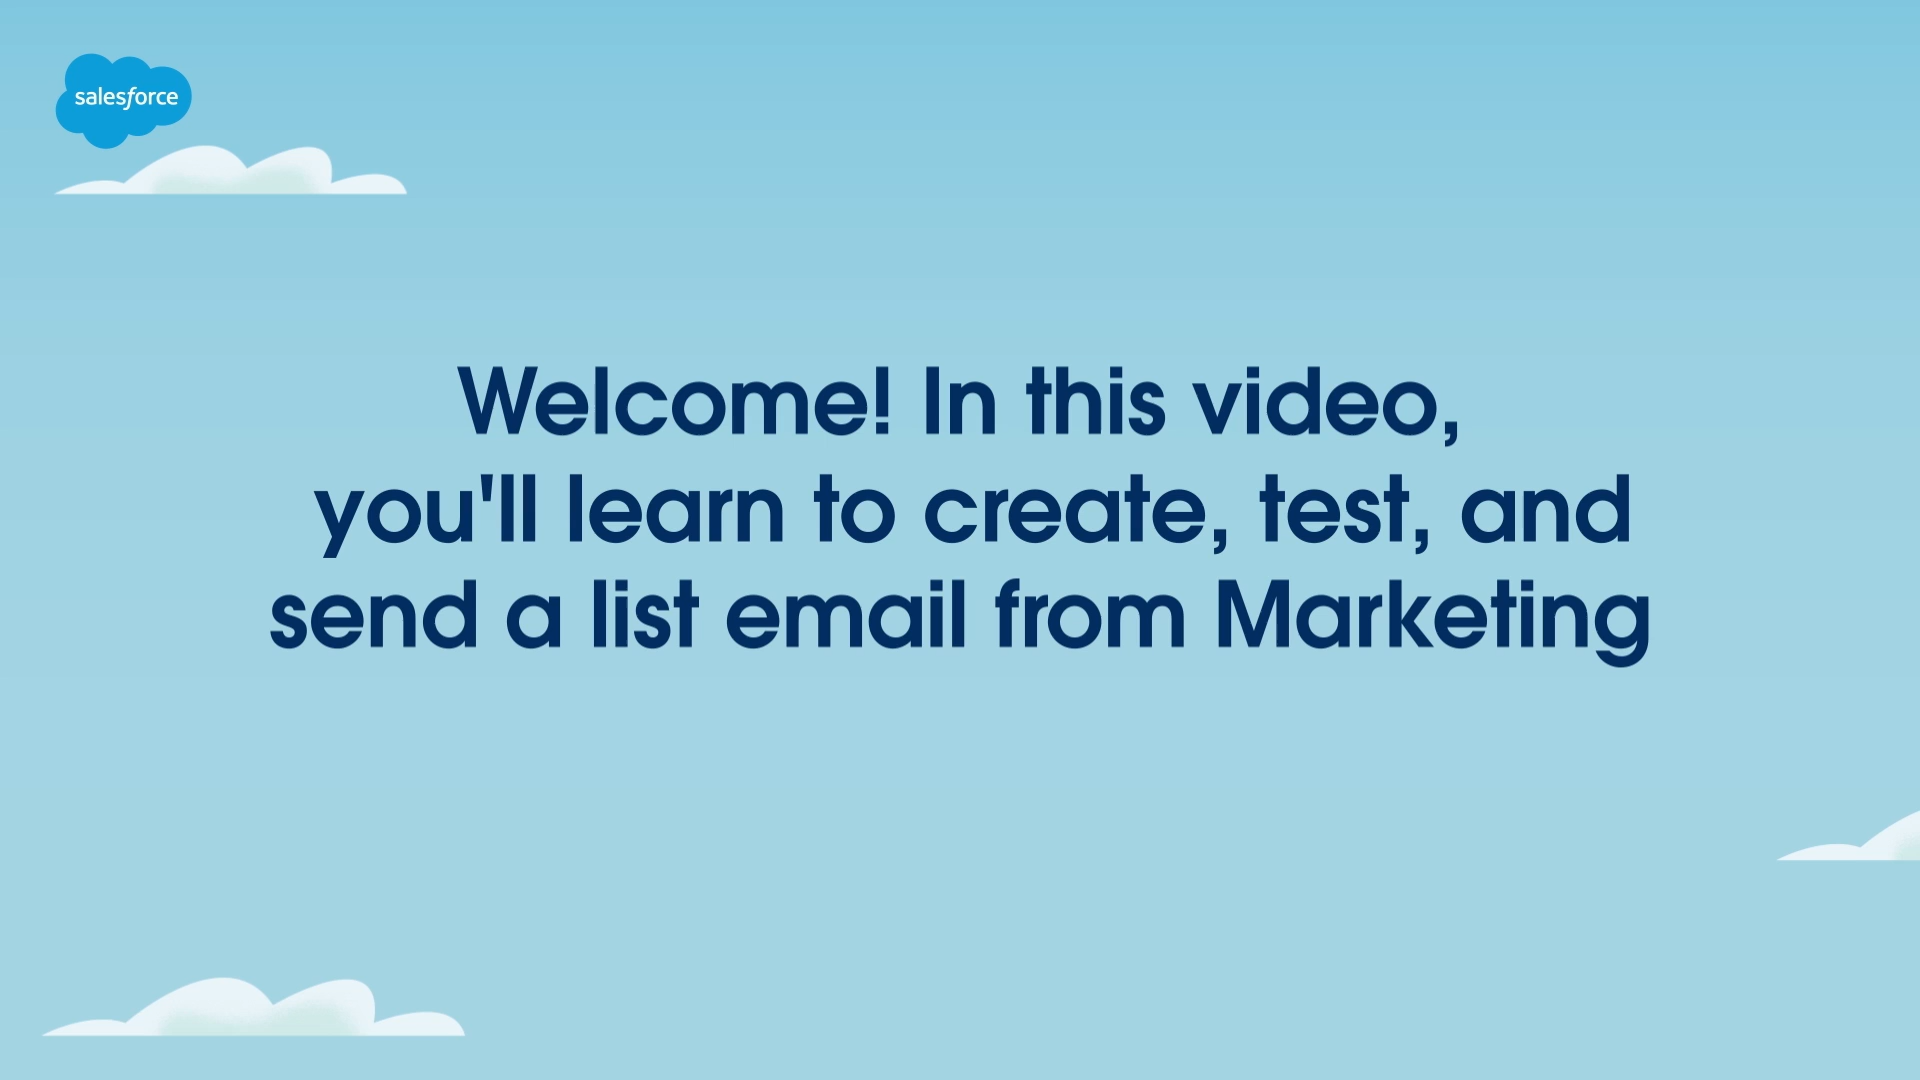 salesforce
Welcome! In this video,
you'll learn to create, test, and
send a list email from Marketing